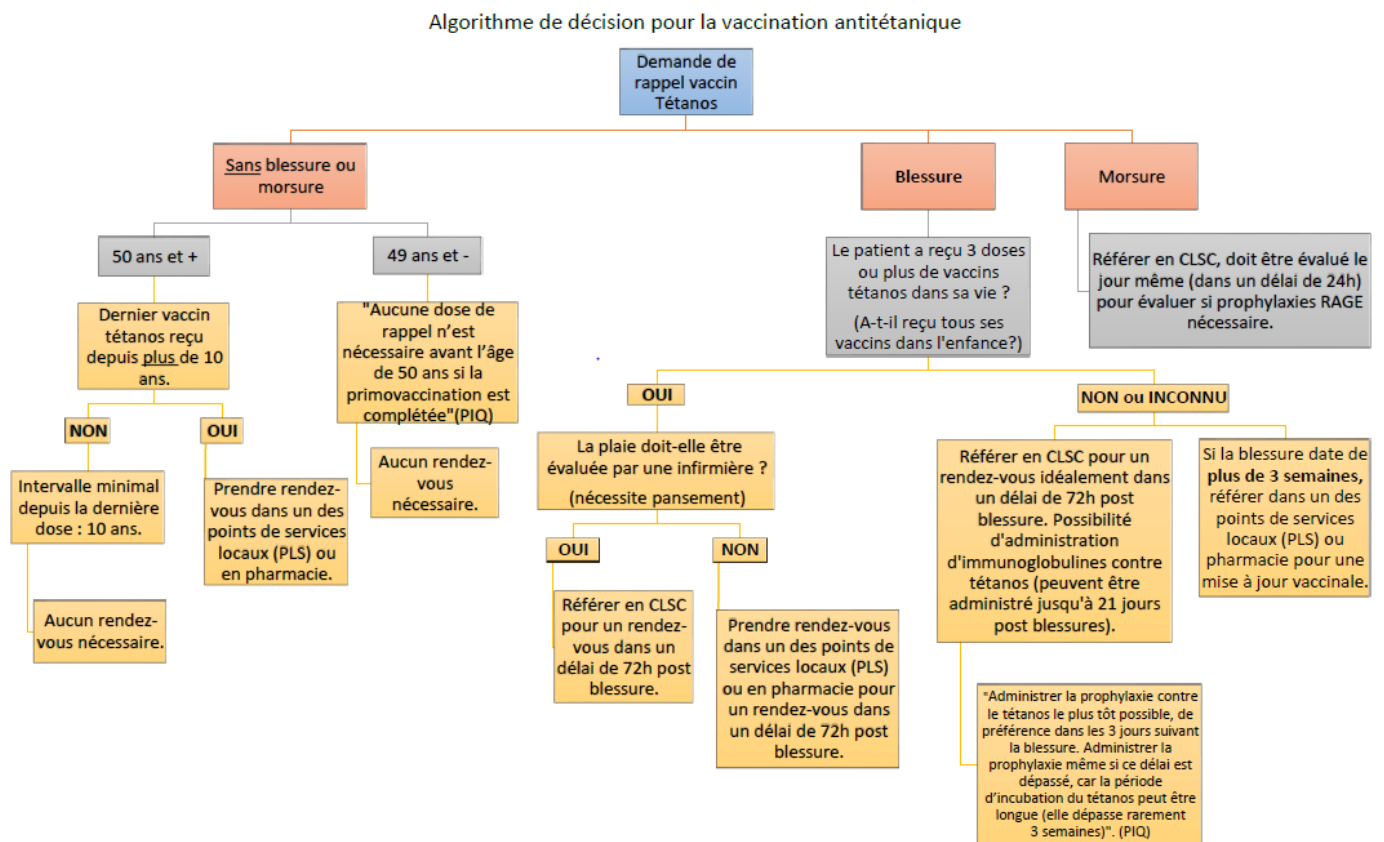 Algorithme de décision pour la vaccination antitétanique
Demande de
rappel vaccin
Tétanos
Sans blessure ou
morsure
Blessure
Morsure
50 ans et +
49 ans et -
Le patient a reçu 3 doses
ou plus de vaccins
tétanos dans sa vie ?
(A-t-il reçu tous ses
vaccins dans l'enfance?)
Référer en CLSC, doit être évalué le
jour même (dans un délai de 24h)
pour évaluer si prophylaxies RAGE
nécessaire.
Dernier vaccin
tétanos reçu
depuis plus de 10
ans.
"Aucune dose de
rappel n'est
nécessaire avant l'âge
de 50 ans si la
primovaccination est
complétée"(PIQ)
NON
OUI
Intervalle minimal
depuis la dernière
dose : 10 ans.
Prendre rendez-
vous dans un des
points de services
locaux (PLS) ou
en pharmacie.
Aucun rendez-
vous
nécessaire.
Aucun rendez-
vous nécessaire.
OUI
NON ou INCONNU
La plaie doit-elle être
évaluée par une infirmière ?
(nécessite pansement)
OUI
NON
Référer en CLSC
pour un rendez-
vous dans un
délai de 72h post
blessure.
Prendre rendez-vous
dans un des points de
services locaux (PLS)
ou en pharmacie pour
un rendez-vous dans
un délai de 72h post
blessure.
Référer en CLSC pour un
rendez-vous idéalement dans
un délai de 72h post
blessure. Possibilité
d'administration
d'immunoglobulines contre
tétanos (peuvent être
administré jusqu'à 21 jours
post blessures).
Si la blessure date de
plus de 3 semaines,
référer dans un des
points de services
locaux (PLS) ou
pharmacie pour une
mise à jour vaccinale.
"Administrer la prophylaxie contre
le tétanos le plus tôt possible, de
préférence dans les 3 jours suivant
la blessure. Administrer la
prophylaxie même si ce délai est
dépassé, car la période
d'incubation du tétanos peut être
longue (elle dépasse rarement
3 semaines)". (PIQ)